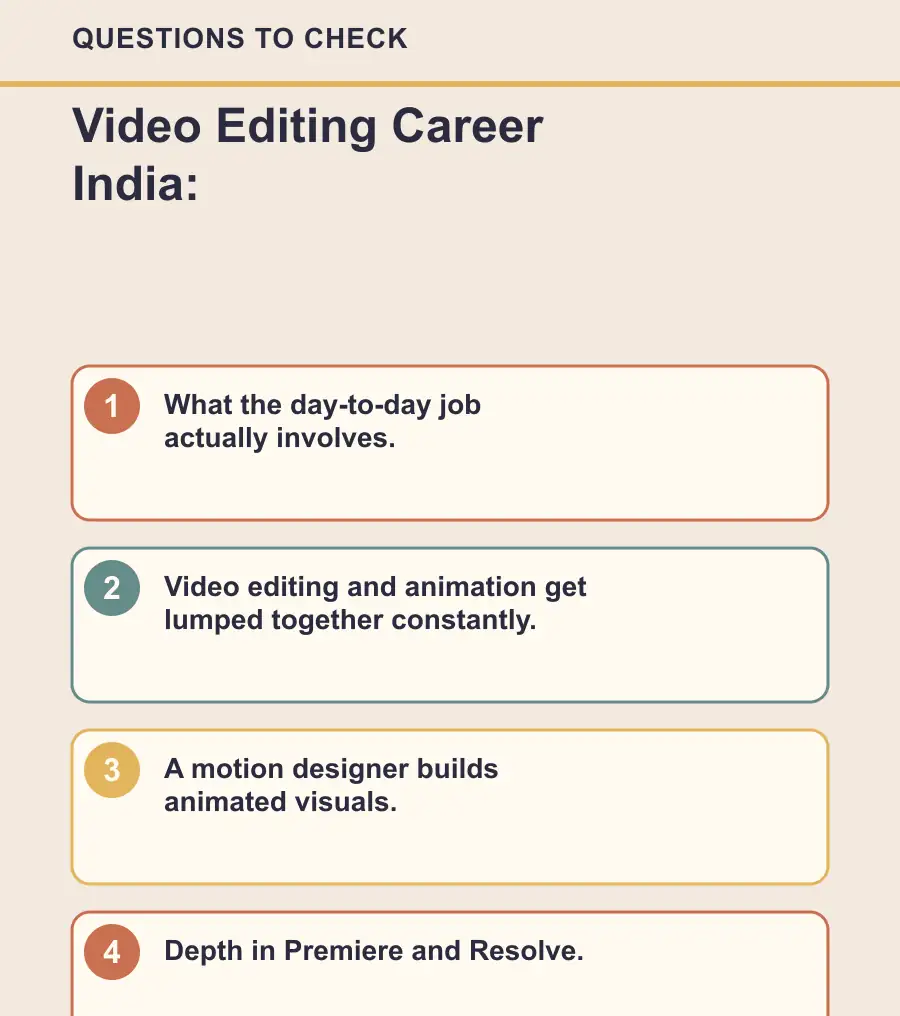 QUESTIONS TO CHECK
Video Editing Career
India:
1
What the day-to-day job
actually involves.
2
Video editing and animation get
lumped together constantly.
3
A motion designer builds
animated visuals.
4
Depth in Premiere and Resolve.